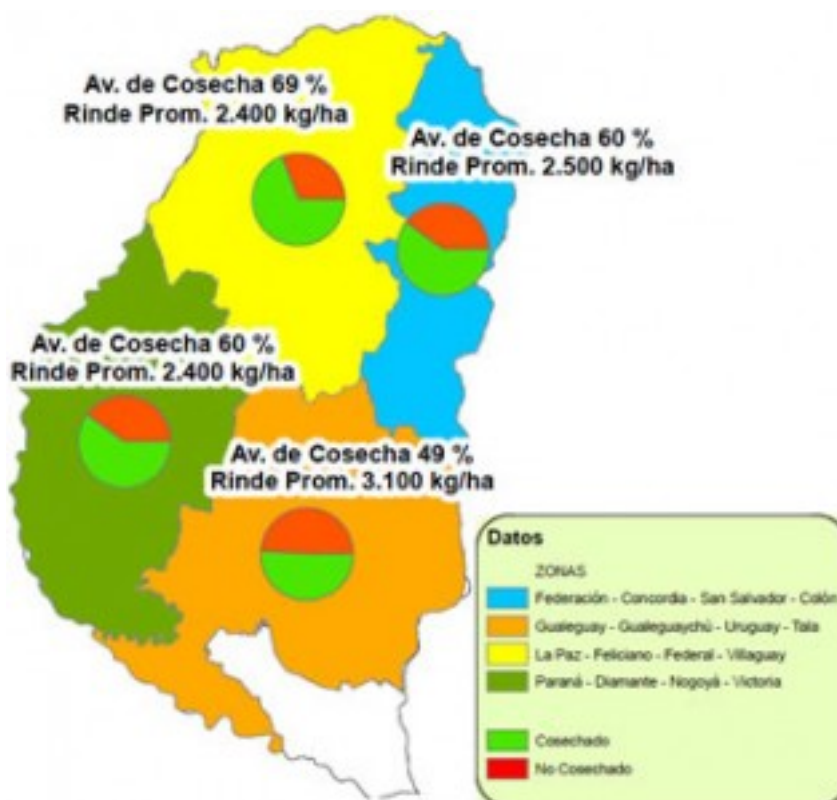 Av. de Cosecha 69 %
Rinde Prom. 2.400 kg/ha
Av. de Cosecha 60 %
Rinde Prom. 2.500 kg/ha
Av. de Cosecha 60 %
Rinde Prom. 2.400 kg/ha
Av. de Cosecha 49 %
Rinde Prom. 3.100 kg/ha
Datos
ZONAS
Federación - Concordia - San Salvador - Colón
Gualeguay - Gualeguaychú - Uruguay - Tala
La Paz - Feliciano - Federal - Villaguay
Paraná - Diamante - Nogoyá - Victoria
Cosechado
No Cosechado